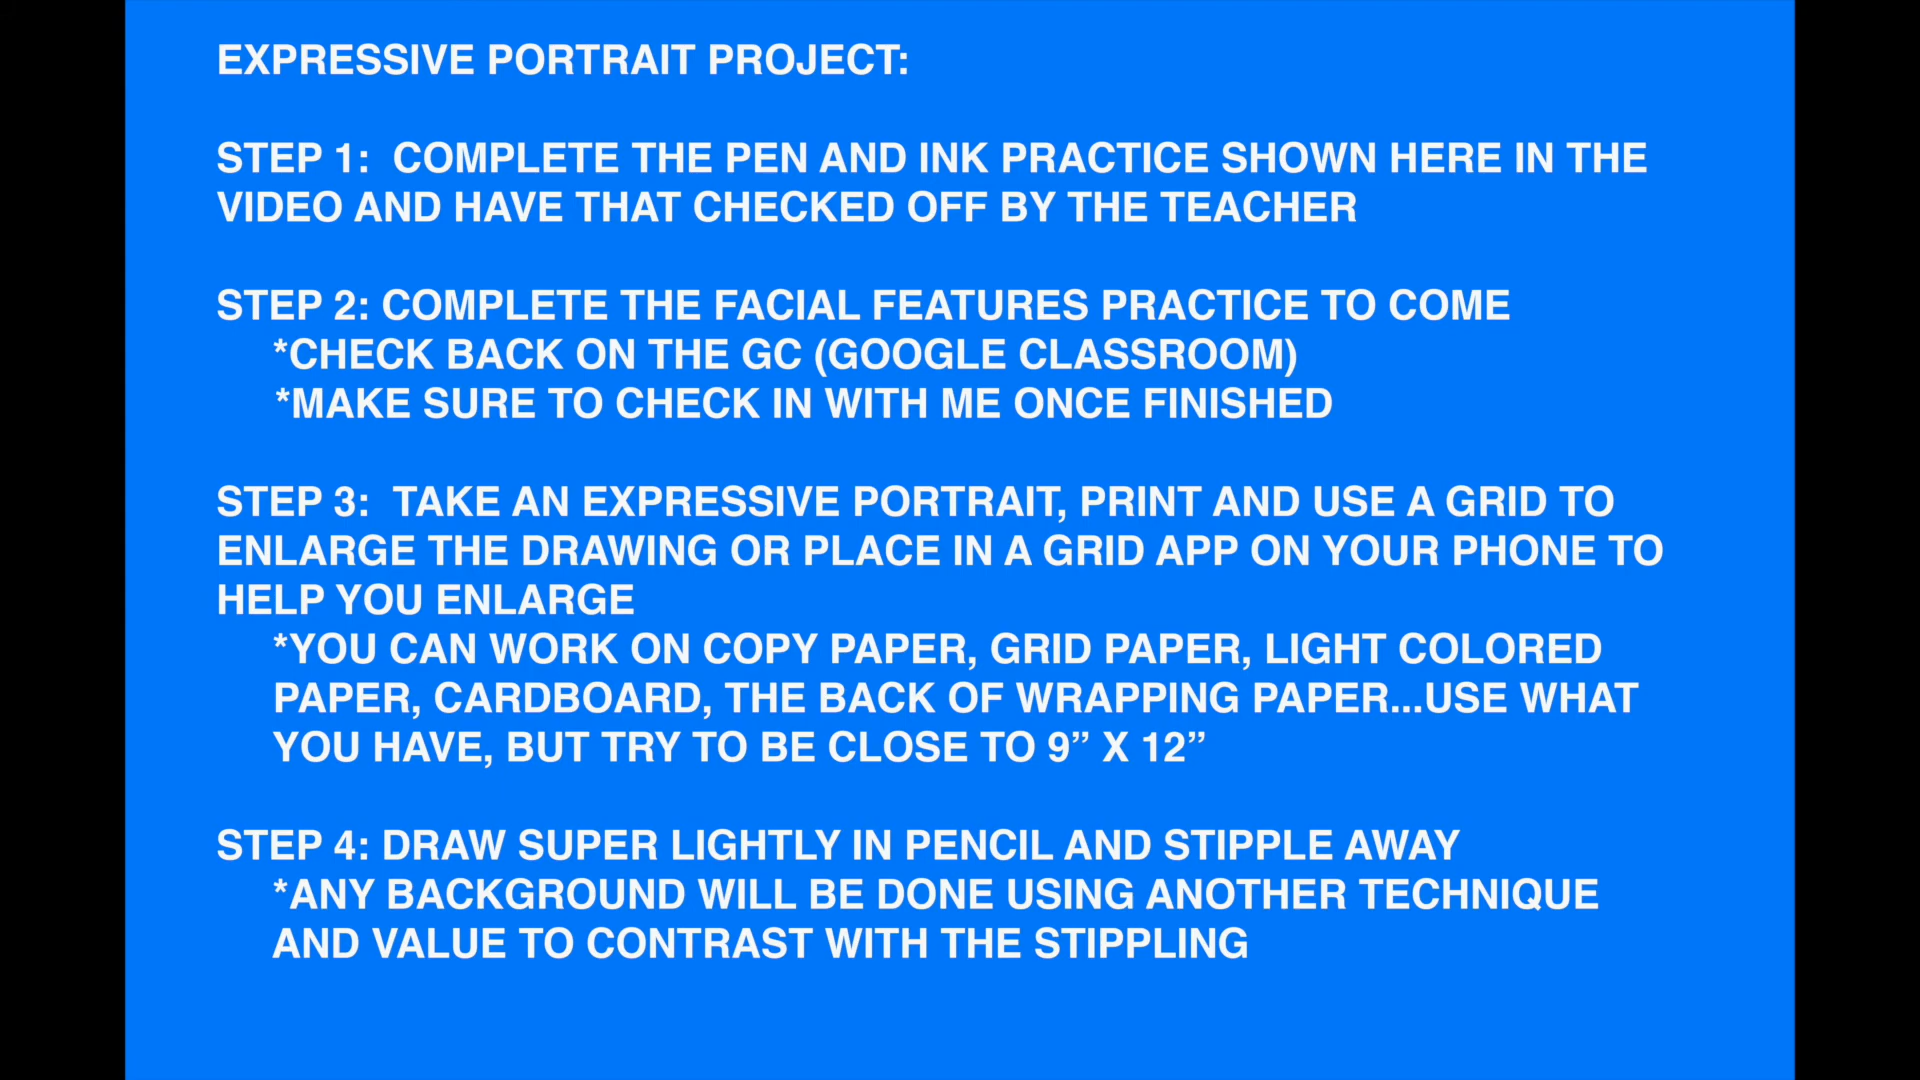 EXPRESSIVE PORTRAIT PROJECT:
STEP 1:  COMPLETE THE PEN AND INK PRACTICE SHOWN HERE IN THE
VIDEO AND HAVE THAT CHECKED OFF BY THE TEACHER
STEP 2: COMPLETE THE FACIAL FEATURES PRACTICE TO COME
*CHECK BACK ON THE GC (GOOGLE CLASSROOM)
*MAKE SURE TO CHECK IN WITH ME ONCE FINISHED
STEP 3:  TAKE AN EXPRESSIVE PORTRAIT, PRINT AND USE A GRID TO
ENLARGE THE DRAWING OR PLACE IN A GRID APP ON YOUR PHONE TO
HELP YOU ENLARGE
*YOU CAN WORK ON COPY PAPER, GRID PAPER, LIGHT COLORED
PAPER, CARDBOARD, THE BACK OF WRAPPING PAPER...USE WHAT
YOU HAVE, BUT TRY TO BE CLOSE TO 9” X 12”
STEP 4: DRAW SUPER LIGHTLY IN PENCIL AND STIPPLE AWAY
*ANY BACKGROUND WILL BE DONE USING ANOTHER TECHNIQUE
AND VALUE TO CONTRAST WITH THE STIPPLING